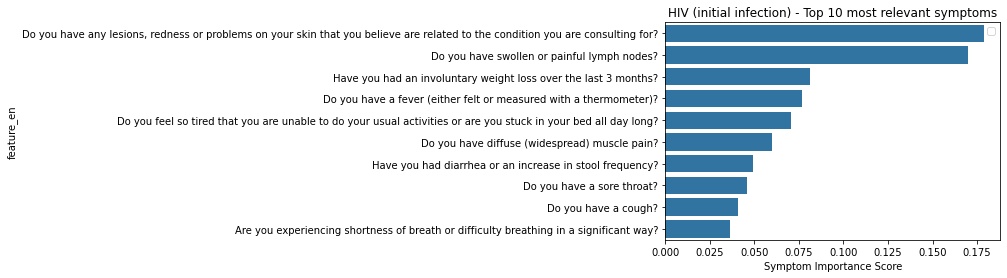 HIV (initial infection) - Top 10 most relevant symptoms
Do you have any lesions, redness or problems on your skin that you believe are related to the condition you are consulting for?
Do you have swollen or painful lymph nodes?
Have you had an involuntary weight loss over the last 3 months?
Do you have a fever (either felt or measured with a thermometer)?
Do you feel so tired that you are unable to do your usual activities or are you stuck in your bed all day long?
Do you have diffuse (widespread) muscle pain?
Have you had diarrhea or an increase in stool frequency?
Do you have a sore throat?
Do you have a cough?
Are you experiencing shortness of breath or difficulty breathing in a significant way?
feature_en
0.000 0.025 0.050 0.075 0.100 0.125 0.150 0.175
Symptom Importance Score